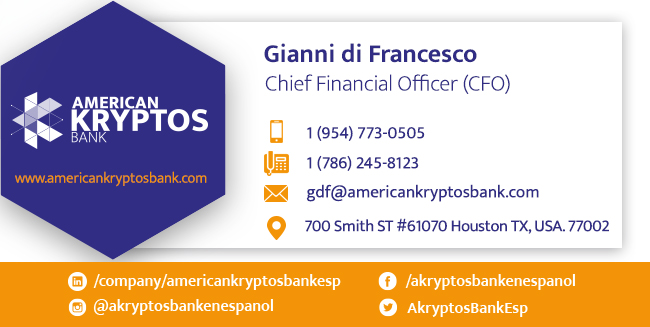 AMERICAN
KRYPTOS
BANK
www.americankryptosbank.com
Gianni di Francesco
Chief Financial Officer (CFO)
1 (954) 773-0505
1 (786) 245-8123
gdf@americankryptosbank.com
700 Smith ST #61070 Houston TX, USA. 77002
/company/americankryptosbankesp
/akryptosbankenespanol
@akryptosbankenespanol
AkryptosBankEsp